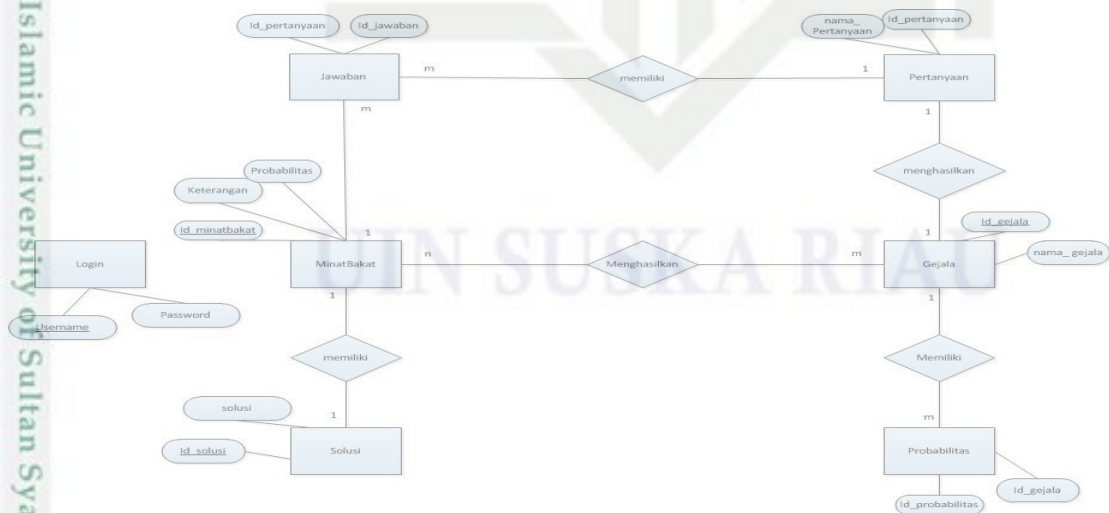 Islamic University of Sultan Sya
Id_pertanyaan
Id_jawaban
nama_
Pertanyaan
Id_pertanyaan
Jawaban
m
memiliki
1
Pertanyaan
m
1
menghasilkan
Probabilitas
Keterangan
Id_minatbakat
1
1
Id_gejala
nama_ gejala
Login
MinatBakat
n
Menghasilkan
m
Gejala
UIN SUSKA RIAU
Username
Password
1
1
memiliki
Memiliki
solusi
1
m
Id_solusi
Solusi
Probabilitas
Id_probabilitas
Id_gejala